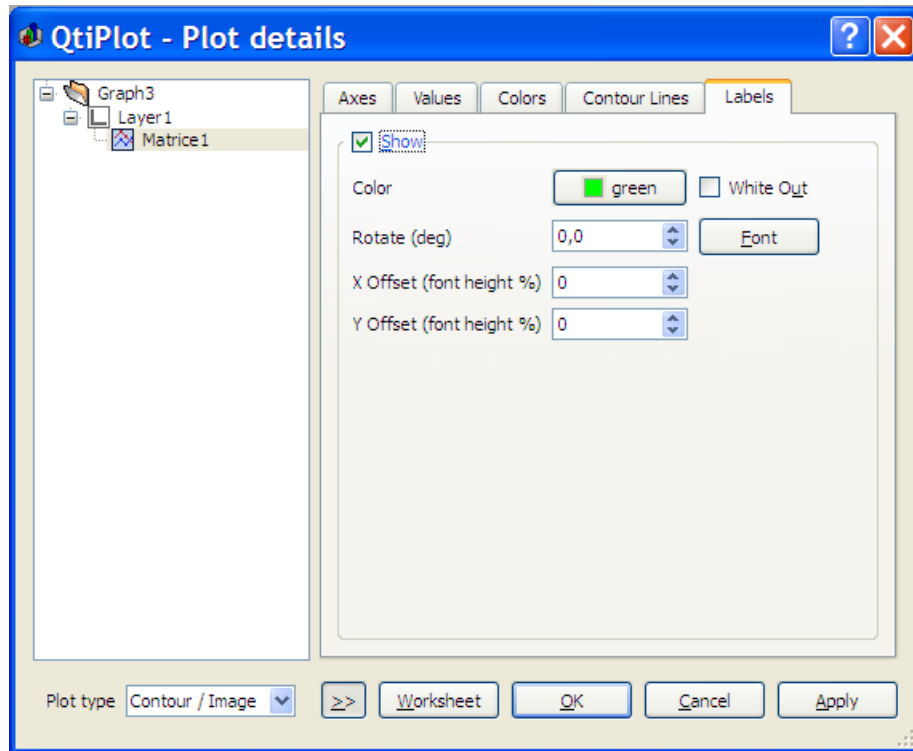 QtiPlot - Plot details
?
Graph3
Layer1
Matrice1
Axes Values Colors Contour Lines Labels
Show
Color green White Out
Rotate (deg) 0,0 Font
X Offset (font height %) 0
Y Offset (font height %) 0
Plot type Contour / Image >> Worksheet OK Cancel Apply